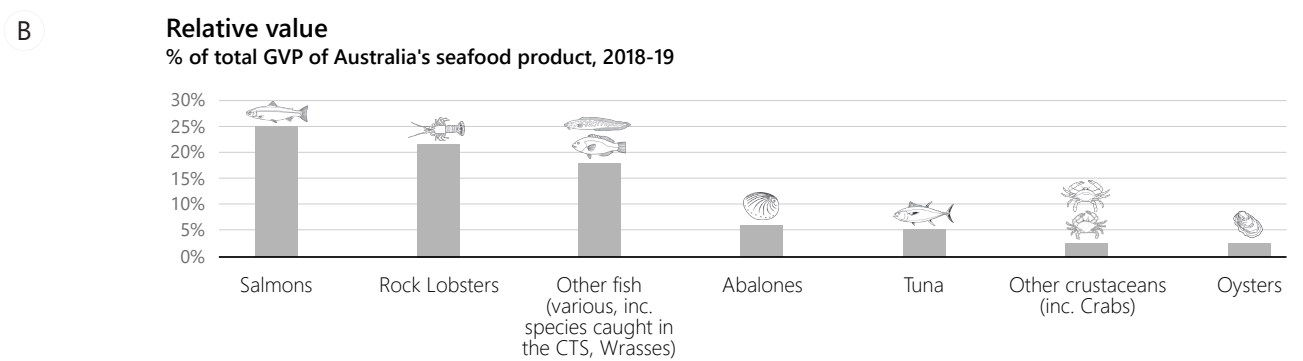 B
Relative value
% of total GVP of Australia's seafood product, 2018-19
30%
25%
20%
15%
10%
5%
0%
Salmons
Rock Lobsters
Other fish
(various, inc.
species caught in
the CTS, Wrasses)
Abalones
Tuna
Other crustaceans
(inc. Crabs)
Oysters